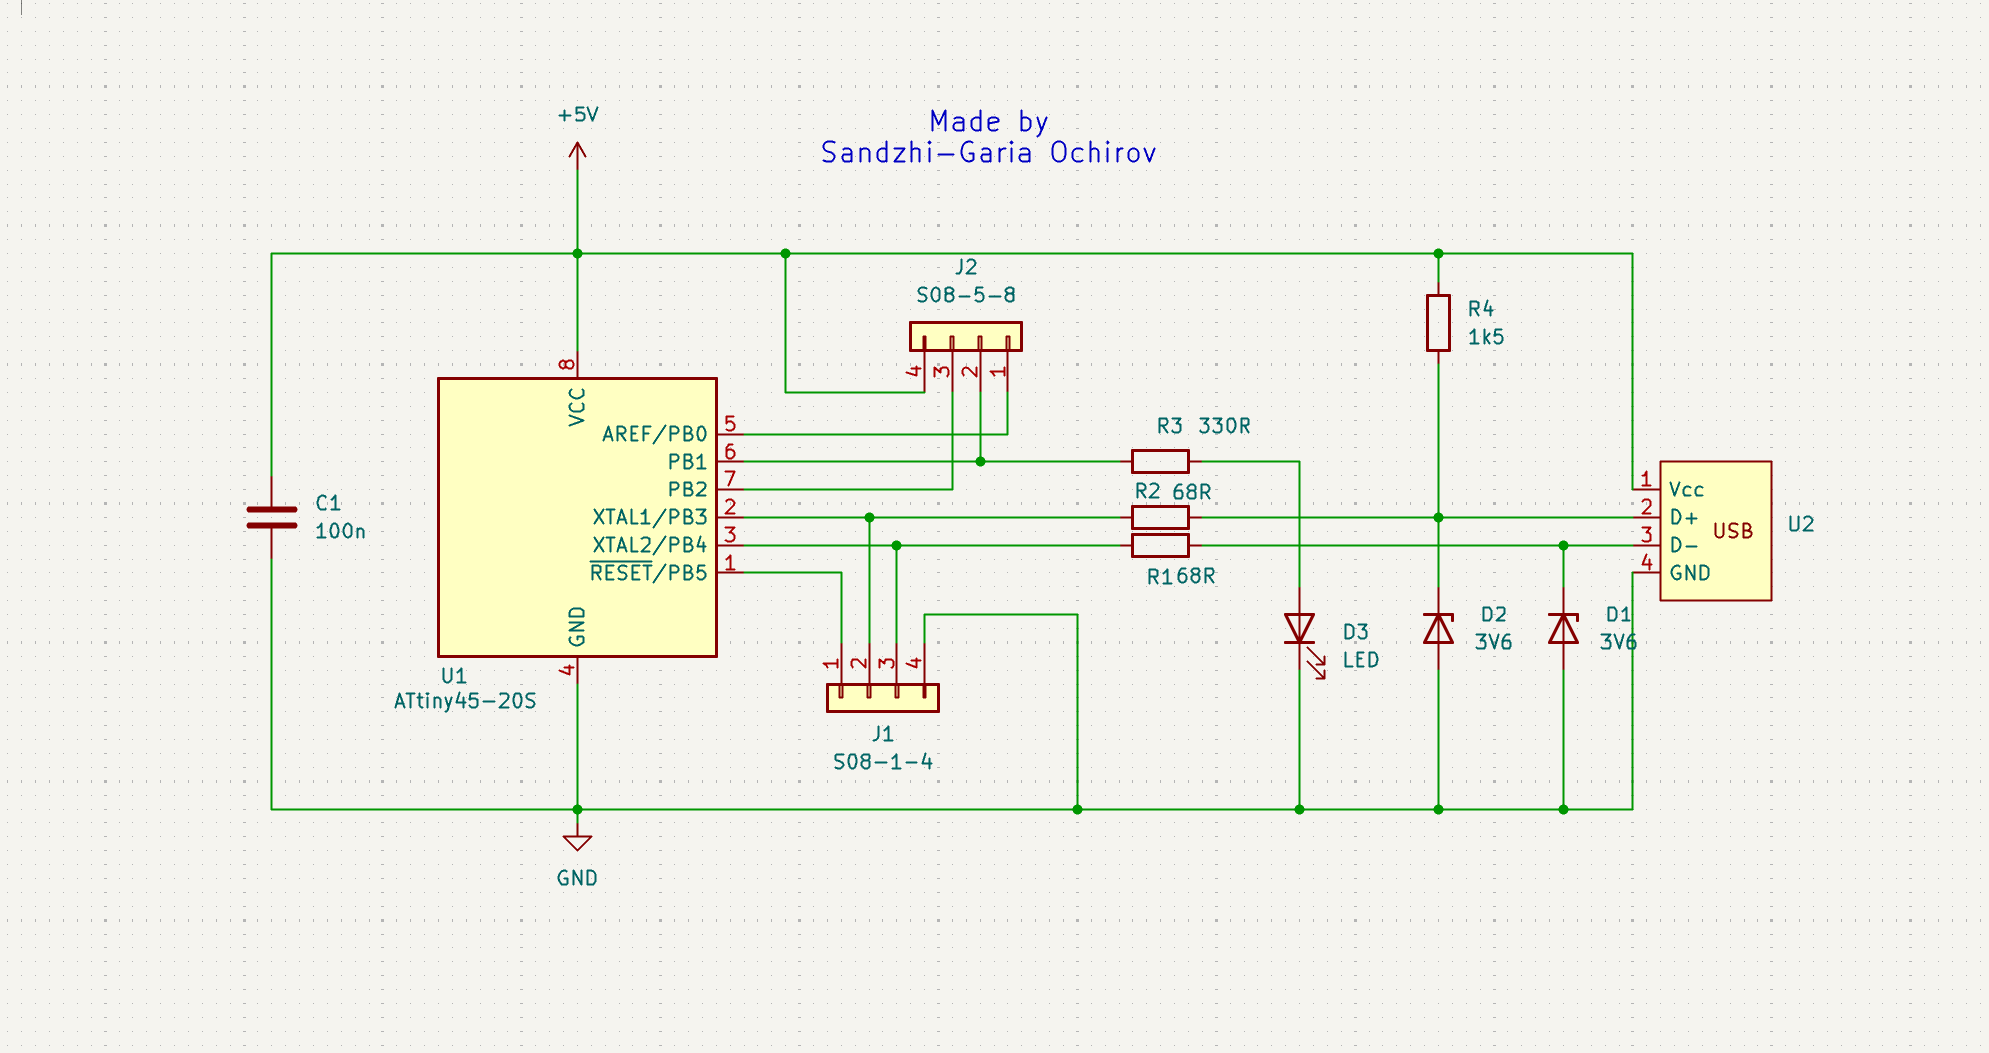 +5V
Made by
Sandzhi-Garia Ochirov
J2
S08-5-8
4 3 2 1
R4
1k5
8
VCC
AREF/PB0 5
PB1 6
PB2 7
XTAL1/PB3 2
XTAL2/PB4 3
RESET/PB5 1
GND
4
U1
ATtiny45-20S
C1
100n
R3 330R
R2 68R
R1 68R
1 Vcc
2 D+
3 D-
4 GND
USB
U2
1 2 3 4
J1
S08-1-4
D3
LED
D2
3V6
D1
3V6
GND